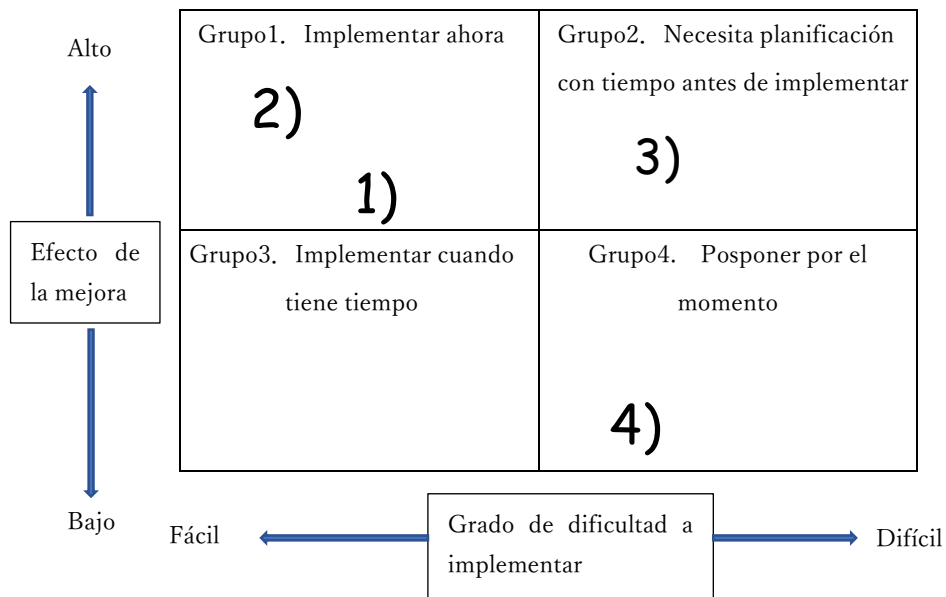 Alto
Grupo1. Implementar ahora
2)
1)
Grupo2. Necesita planificación
con tiempo antes de implementar
3)
Efecto de
la mejora
Grupo3. Implementar cuando
tiene tiempo
Grupo4. Posponer por el
momento
4)
Bajo
Fácil
Grado de dificultad a
implementar
Difícil